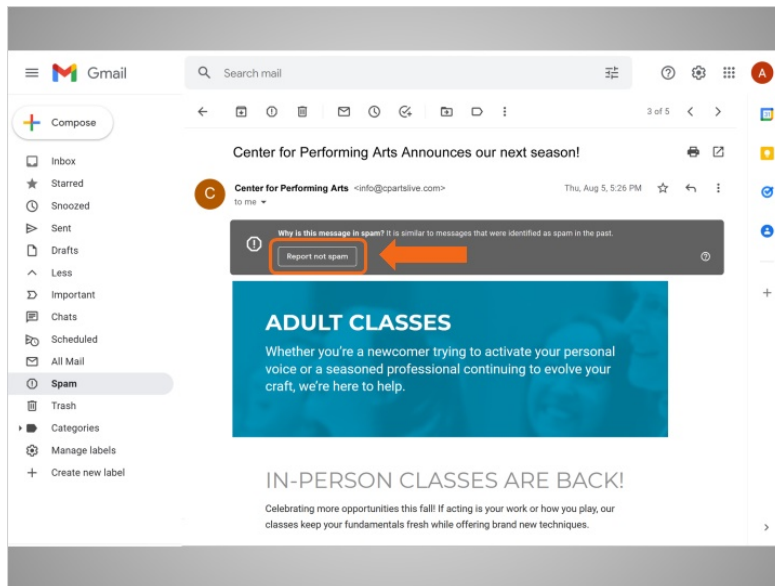 Gmail
Search mail
A
Compose
3 of 5
Inbox
Starred
Snoozed
Sent
Drafts
Less
Important
Chats
Scheduled
All Mail
Spam
Trash
Categories
Manage labels
Create new label
Center for Performing Arts Announces our next season!
C
Center for Performing Arts <info@cpartslive.com>
Thu, Aug 5, 5:26 PM
to me
Why is this message in spam? It is similar to messages that were identified as spam in the past.
Report not spam
ADULT CLASSES
Whether you're a newcomer trying to activate your personal
voice or a seasoned professional continuing to evolve your
craft, we're here to help.
IN-PERSON CLASSES ARE BACK!
Celebrating more opportunities this fall! If acting is your work or how you play, our
classes keep your fundamentals fresh while offering brand new techniques.